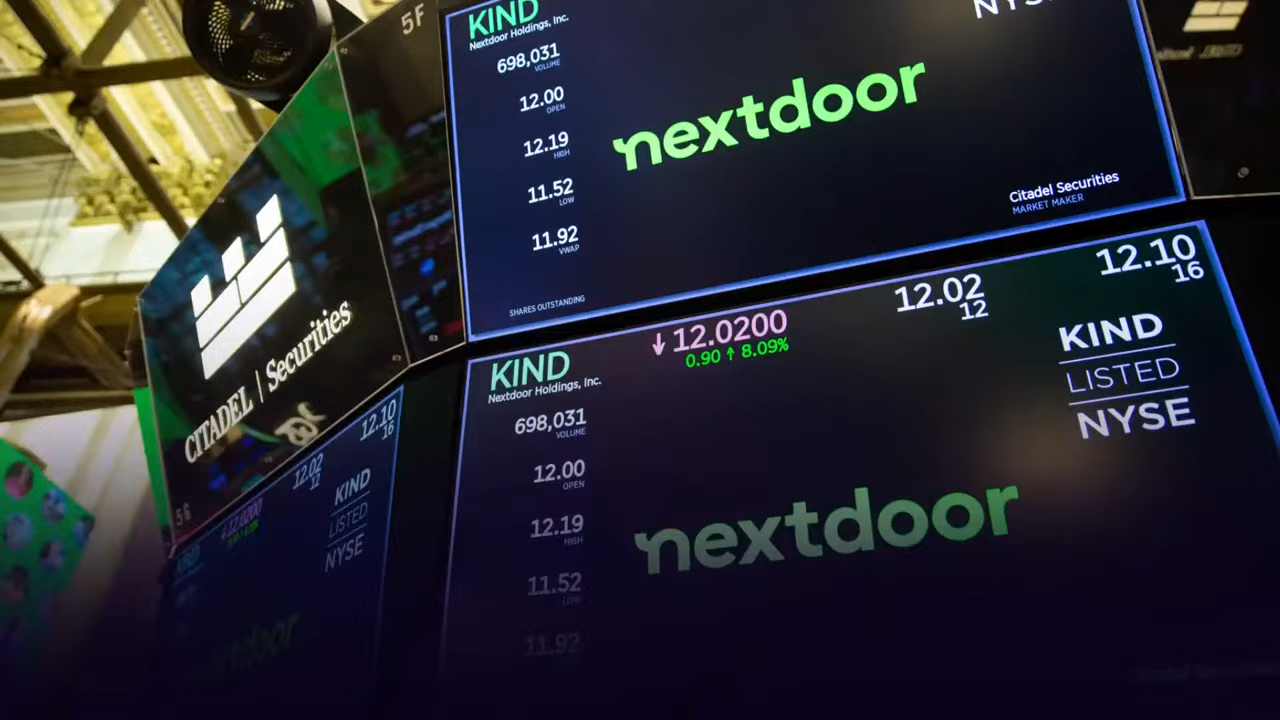 5F
KIND
Nextdoor Holdings, Inc.
698,031
VOLUME
12.00
OPEN
12.19
HIGH
11.52
LOW
11.92
VWAP
SHARES OUTSTANDING
nextdoor
Citadel Securities
MARKET MAKER
CITADEL | Securities
5G
KIND
Nextdoor Holdings, Inc.
↓12.0200
0.90 ↑ 8.09%
12.02
12
12.10
16
698,031
VOLUME
12.00
OPEN
12.19
HIGH
11.52
LOW
11.92
nextdoor
KIND
LISTED
NYSE
12.10
16
12.02
12
KIND
LISTED
NYSE
nextdoor